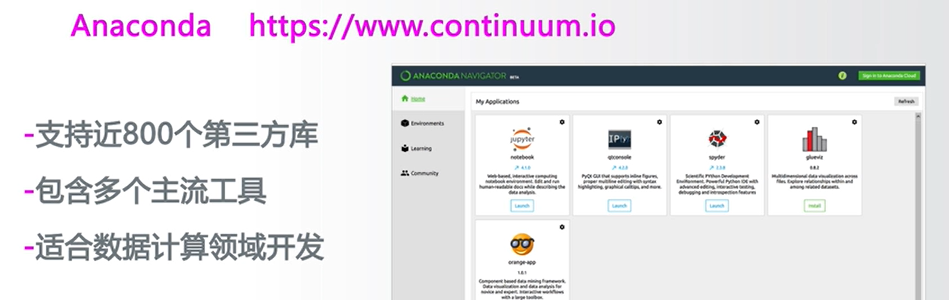 Anaconda https://www.continuum.io
-支持近800个第三方库
-包含多个主流工具
-适合数据计算领域开发
ANACONDA NAVIGATOR BETA
Sign in to Anaconda Cloud
Home
Environments
Learning
Community
My Applications
Refresh
jupyter
notebook
4.1.0
Web-based, interactive computing
notebook environment. Edit and run
human-readable docs while describing the
data analysis.
Launch
IP[y]:
qtconsole
4.2.0
PyQt GUI that supports inline figures,
proper multiline editing with syntax
highlighting, graphical calltips, and more.
Launch
spyder
2.3.8
Scientific PYthon Development
EnviRonment. Powerful Python IDE with
advanced editing, interactive testing,
debugging and introspection features
Launch
glueviz
0.8.2
Multidimensional data visualization across
files. Explore relationships within and
among related datasets.
Install
orange-app
1.0.1
Component based data mining framework.
Data visualization and data analysis for
novice and expert. Interactive workflows
with a large toolbox.